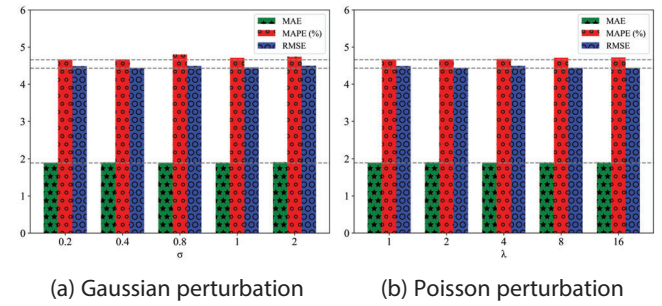 6
5
4
3
2
1
0
MAE
MAPE (%)
RMSE
0.2 0.4 0.8 1 2
σ
6
5
4
3
2
1
0
MAE
MAPE (%)
RMSE
1 2 4 8 16
λ
(a) Gaussian perturbation
(b) Poisson perturbation